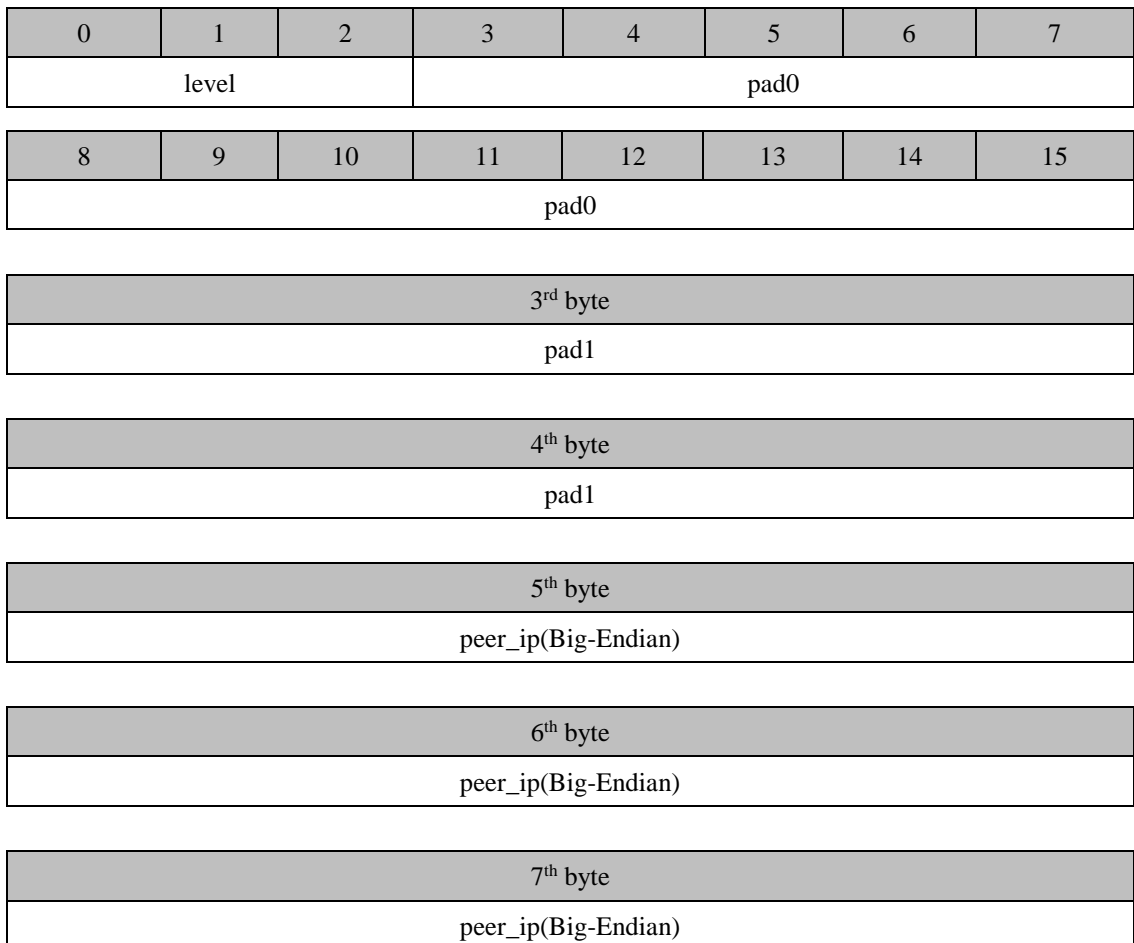 0 1 2 3 4 5 6 7
level pad0
8 9 10 11 12 13 14 15
pad0
3rd byte
pad1
4th byte
pad1
5th byte
peer_ip(Big-Endian)
6th byte
peer_ip(Big-Endian)
7th byte
peer_ip(Big-Endian)